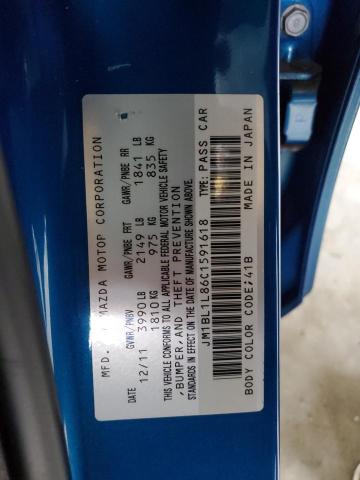 MFD. BY MAZDA MOTOR CORPORATION
GVWR/PNBV GAWR/PNBE FRT GAWR/PNBE RR
DATE 3990 LB 2149 LB 1841 LB
12/11 1810 KG 975 KG 835 KG
THIS VEHICLE CONFORMS TO ALL APPLICABLE FEDERAL MOTOR VEHICLE SAFETY
,BUMPER,AND THEFT PREVENTION
STANDARDS IN EFFECT ON THE DATE OF MANUFACTURE SHOWN ABOVE.
JM1BL1L86C1591618 TYPE: PASS CAR
BODY COLOR CODE;41B MADE IN JAPAN